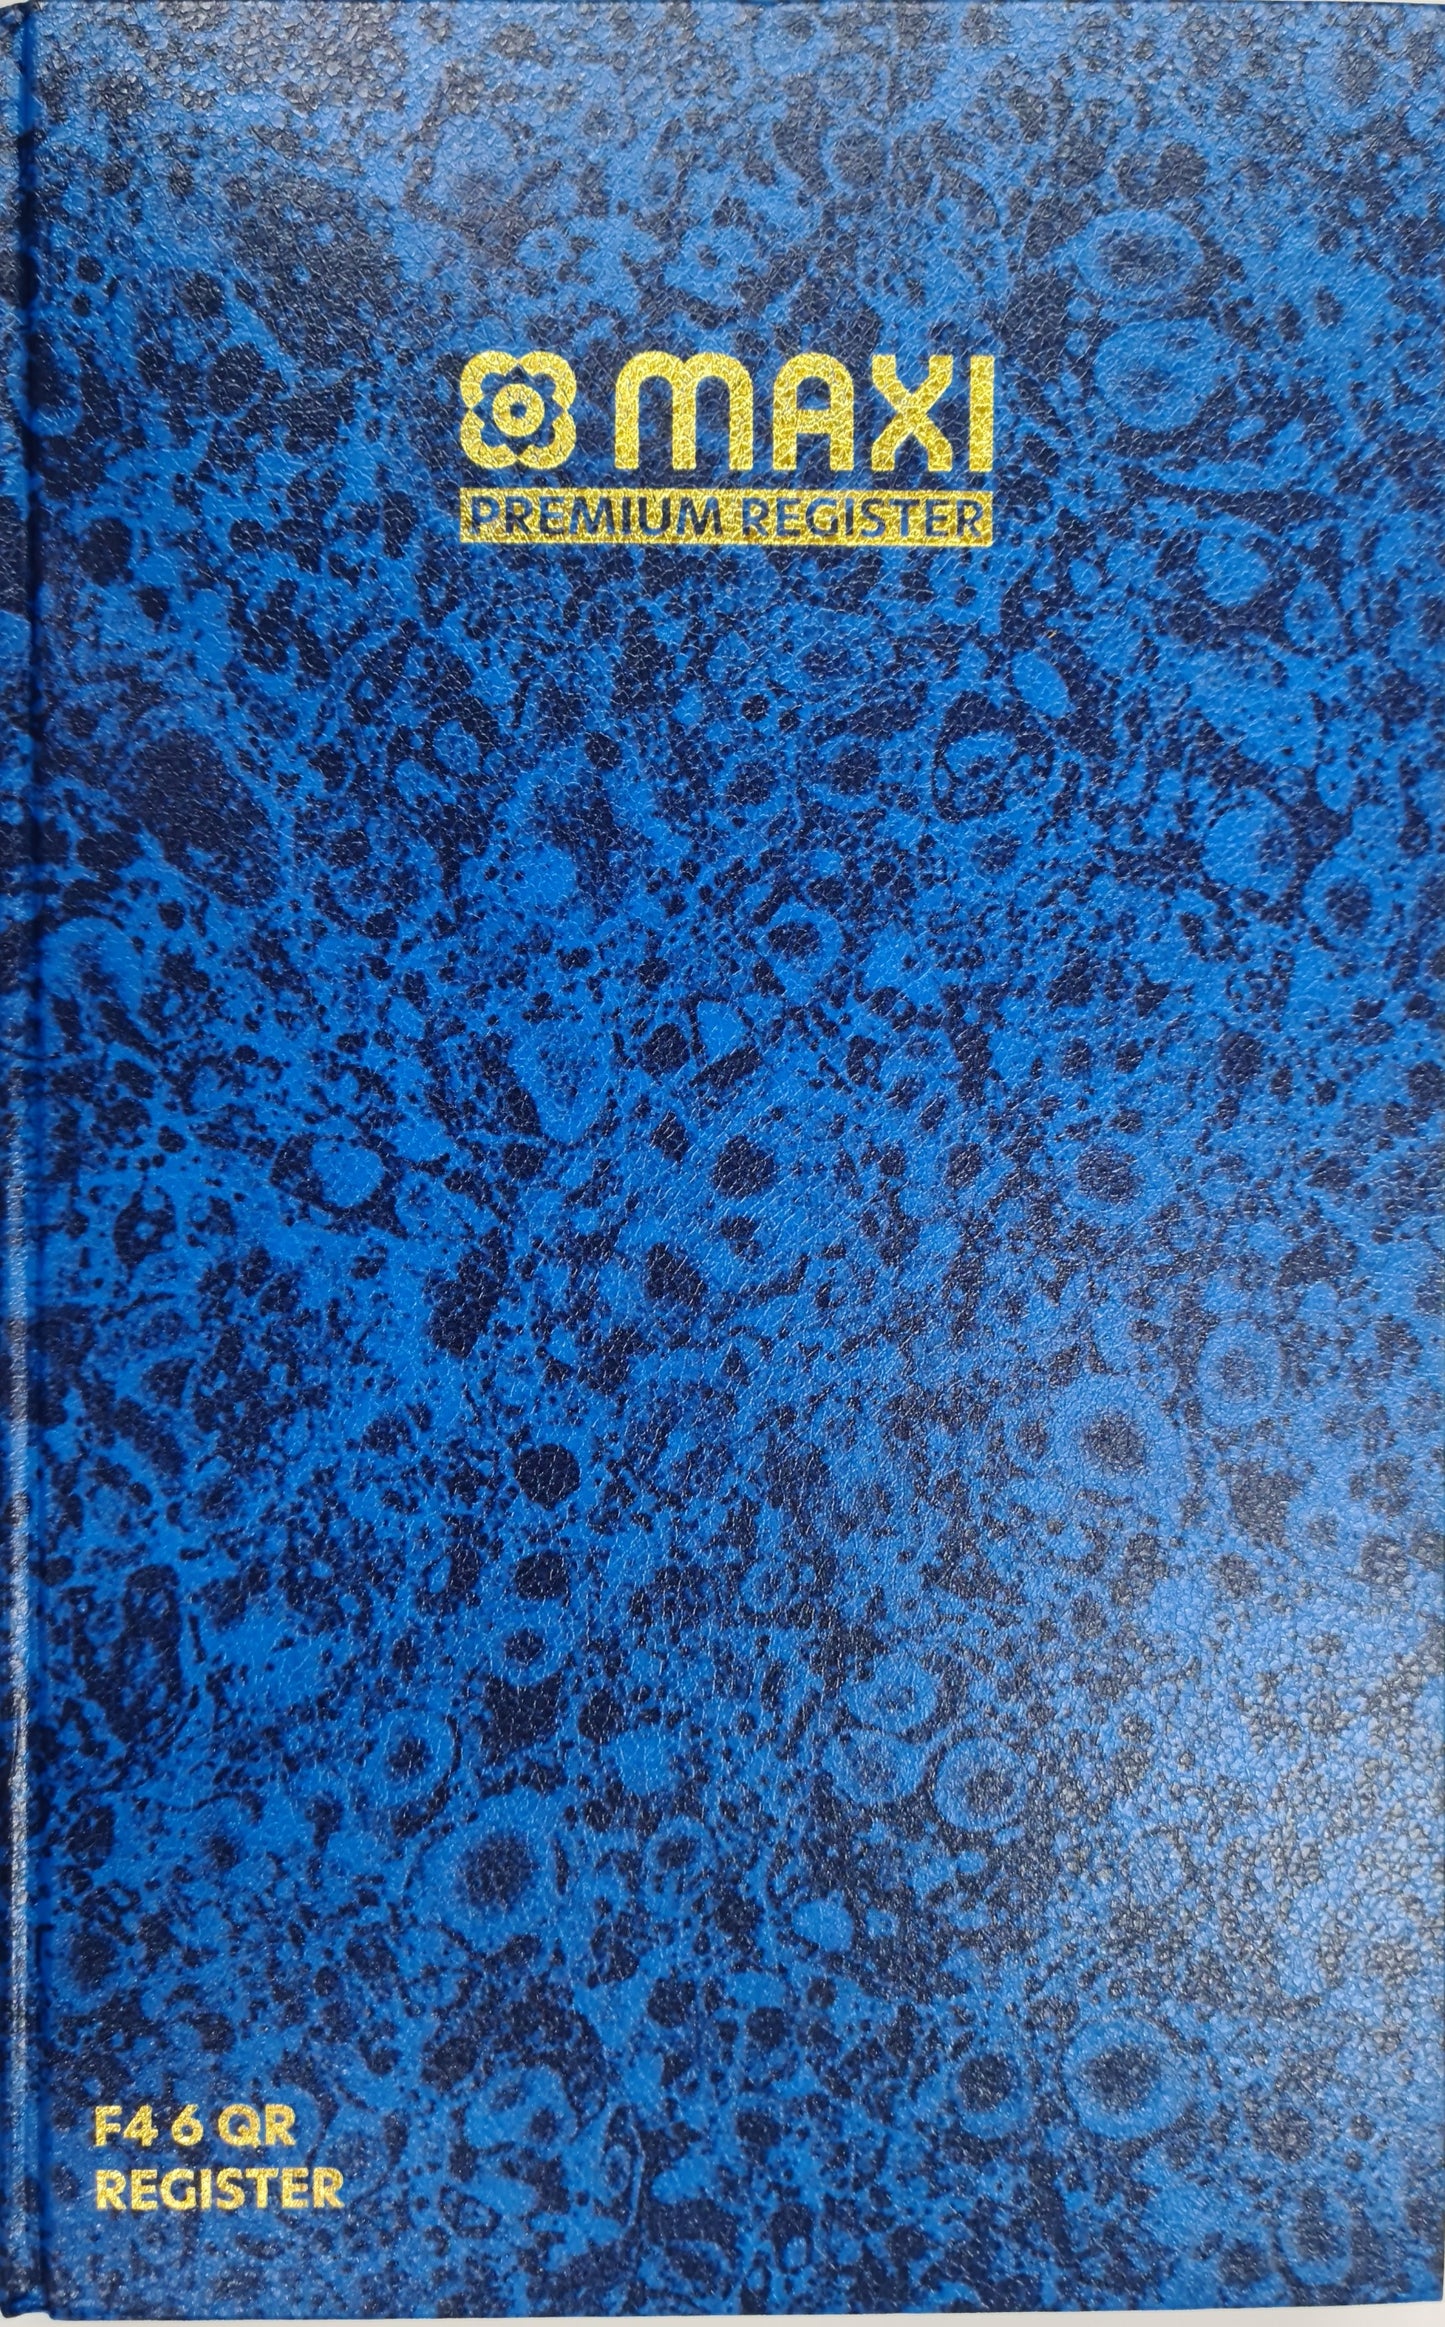 MAXI
PREMIUM REGISTER
F4 6 QR
REGISTER